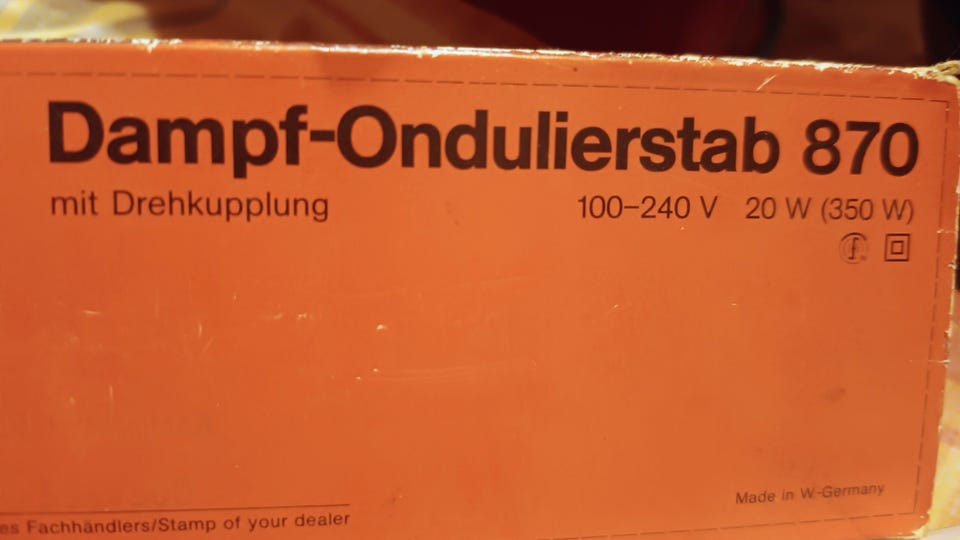 Dampf-Ondulierstab 870
mit Drehkupplung
100–240 V 20 W (350 W)
Made in W.-Germany
es Fachhändlers/Stamp of your dealer